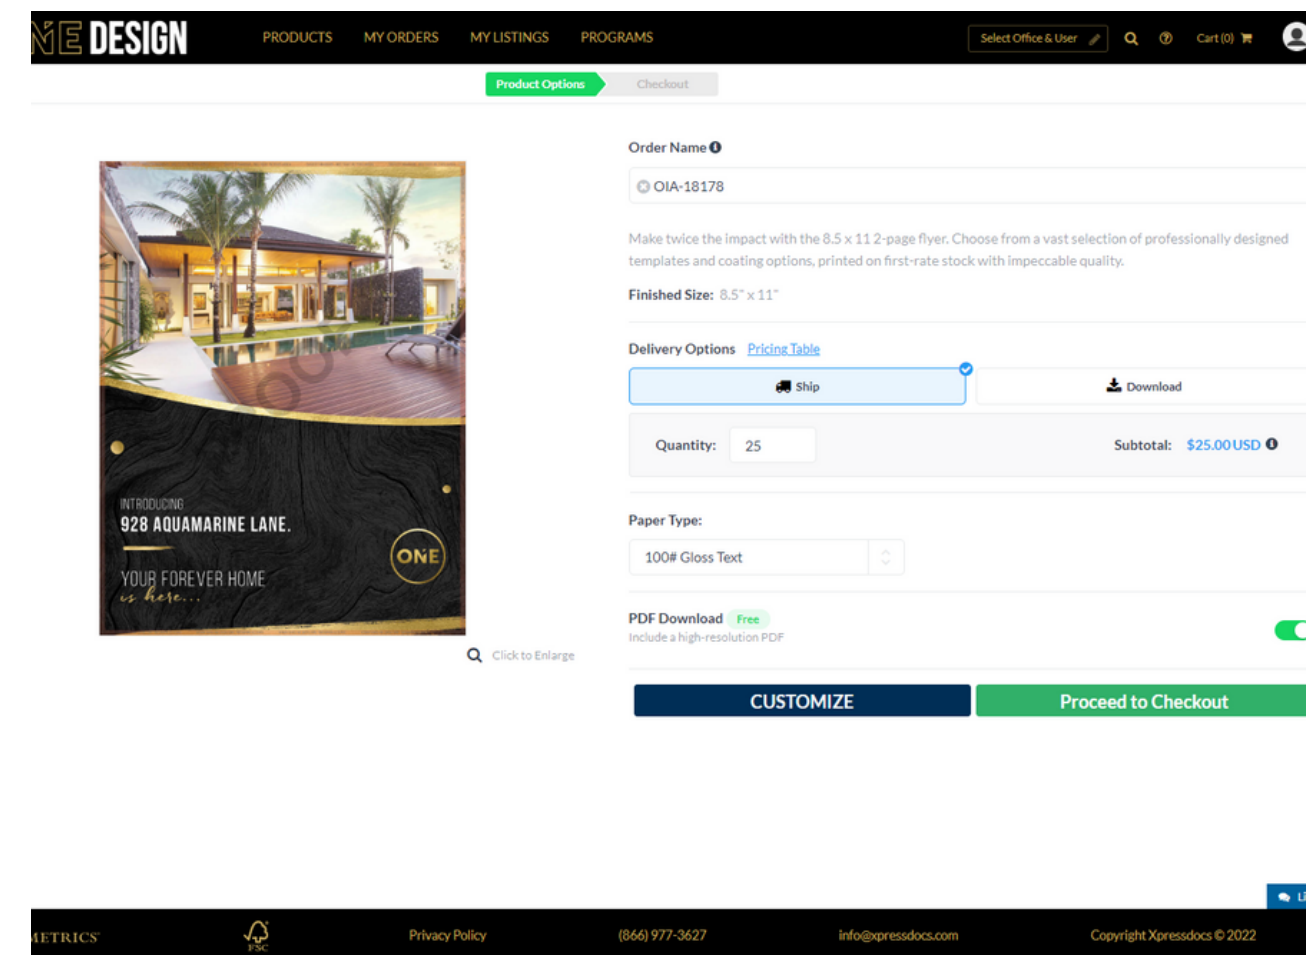 NE DESIGN
PRODUCTS
MY ORDERS
MY LISTINGS
PROGRAMS
Select Office & User
Cart (0)
Product Options
Checkout
Order Name
OIA-18178
Make twice the impact with the 8.5 x 11 2-page flyer. Choose from a vast selection of professionally designed
templates and coating options, printed on first-rate stock with impeccable quality.
Finished Size: 8.5" x 11"
Delivery Options Pricing Table
Ship
Download
Quantity: 25
Subtotal: $25.00 USD
Paper Type:
100# Gloss Text
PDF Download Free
Include a high-resolution PDF
CUSTOMIZE
Proceed to Checkout
INTRODUCING
928 AQUAMARINE LANE.
YOUR FOREVER HOME
is here...
ONE
Click to Enlarge
Li
METRICS
FSC
Privacy Policy
(866) 977-3627
info@xpressdocs.com
Copyright Xpressdocs © 2022